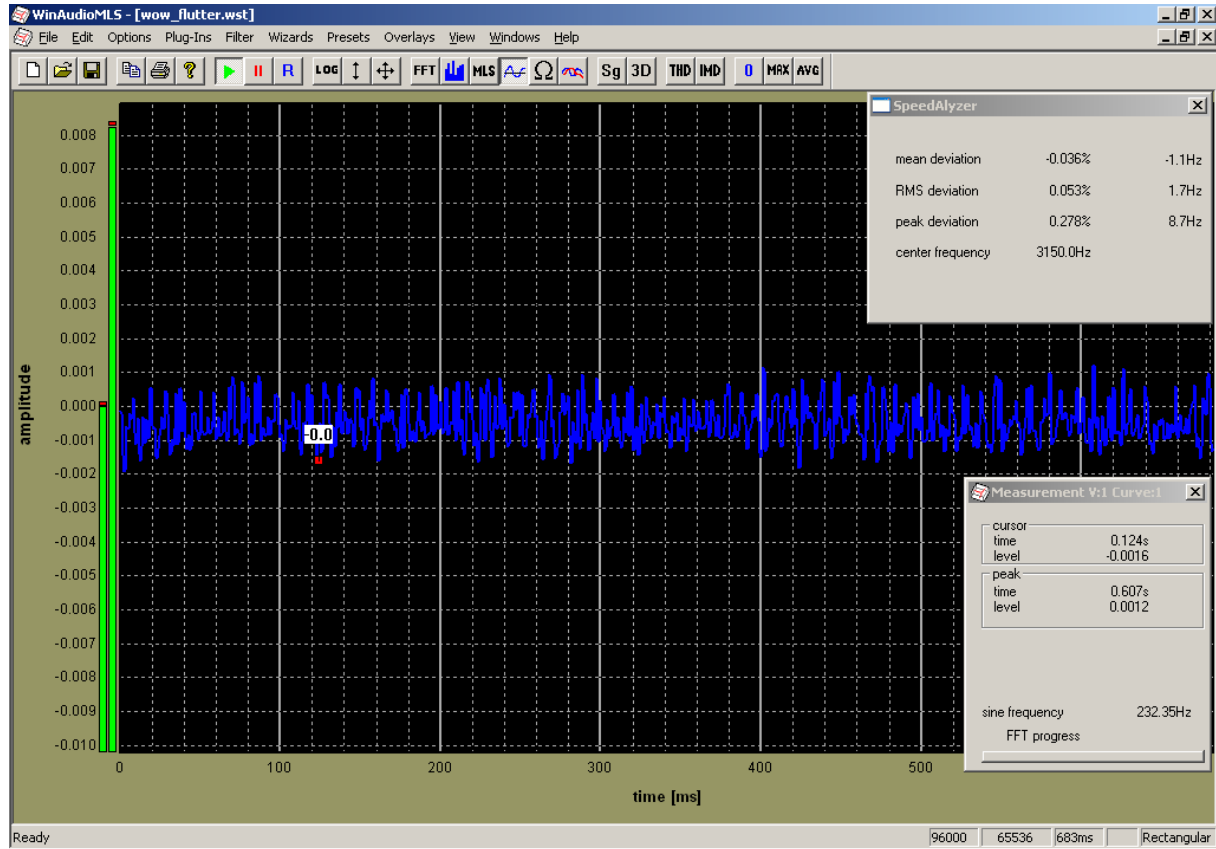 WinAudioMLS - [wow_flutter.wst]
File Edit Options Plug-Ins Filter Wizards Presets Overlays View Windows Help
LOG FFT MLS Ω Sg 3D THD IMD 0 MAX AVG
R
?
SpeedAlyzer
mean deviation -0.036% -1.1Hz
RMS deviation 0.053% 1.7Hz
peak deviation 0.278% 8.7Hz
center frequency 3150.0Hz
amplitude
0.008
0.007
0.006
0.005
0.004
0.003
0.002
0.001
0.000
-0.001
-0.002
-0.003
-0.004
-0.005
-0.006
-0.007
-0.008
-0.009
-0.010
-0.0
Measurement V:1 Curve:1
cursor
time 0.124s
level -0.0016
peak
time 0.607s
level 0.0012
sine frequency 232.35Hz
FFT progress
0 100 200 300 400 500
time [ms]
Ready 96000 65536 683ms Rectangular